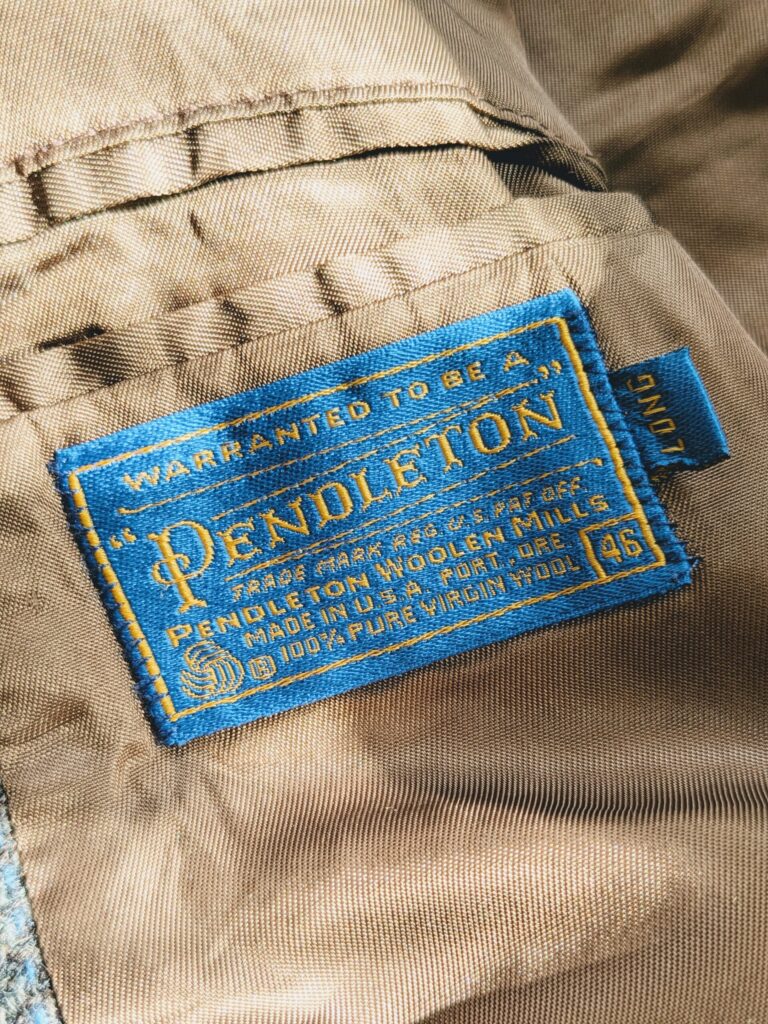 WARRANTED TO BE A
"PENDLETON"
TRADE MARK REG U.S. PAT OFF.
PENDLETON WOOLEN MILLS
MADE IN U.S.A. PORT., ORE
® 100% PURE VIRGIN WOOL
46
LONG